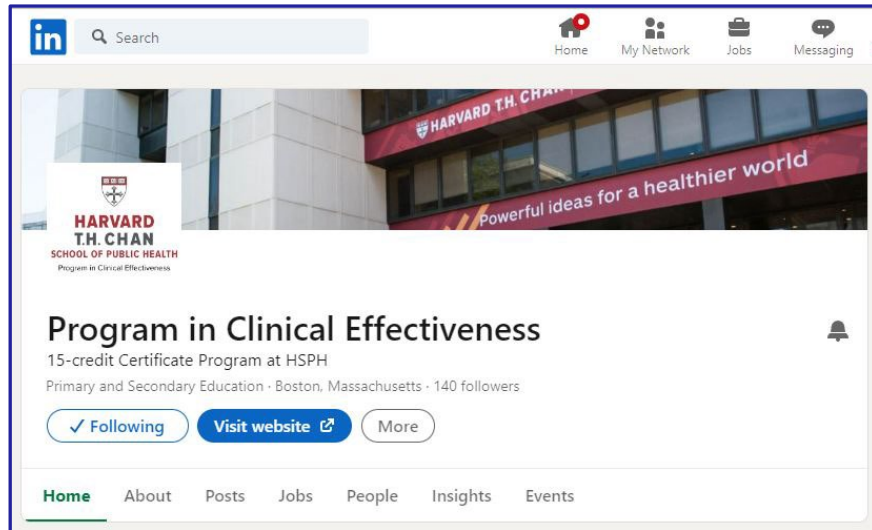 in
Search
Home
My Network
Jobs
Messaging
HARVARD T.H. CHAN
HARVARD T.H.
Powerful ideas for a healthier world
HARVARD
T.H. CHAN
SCHOOL OF PUBLIC HEALTH
Program in Clinical Effectiveness
Program in Clinical Effectiveness
15-credit Certificate Program at HSPH
Primary and Secondary Education · Boston, Massachusetts · 140 followers
✓ Following
Visit website
More
Home About Posts Jobs People Insights Events